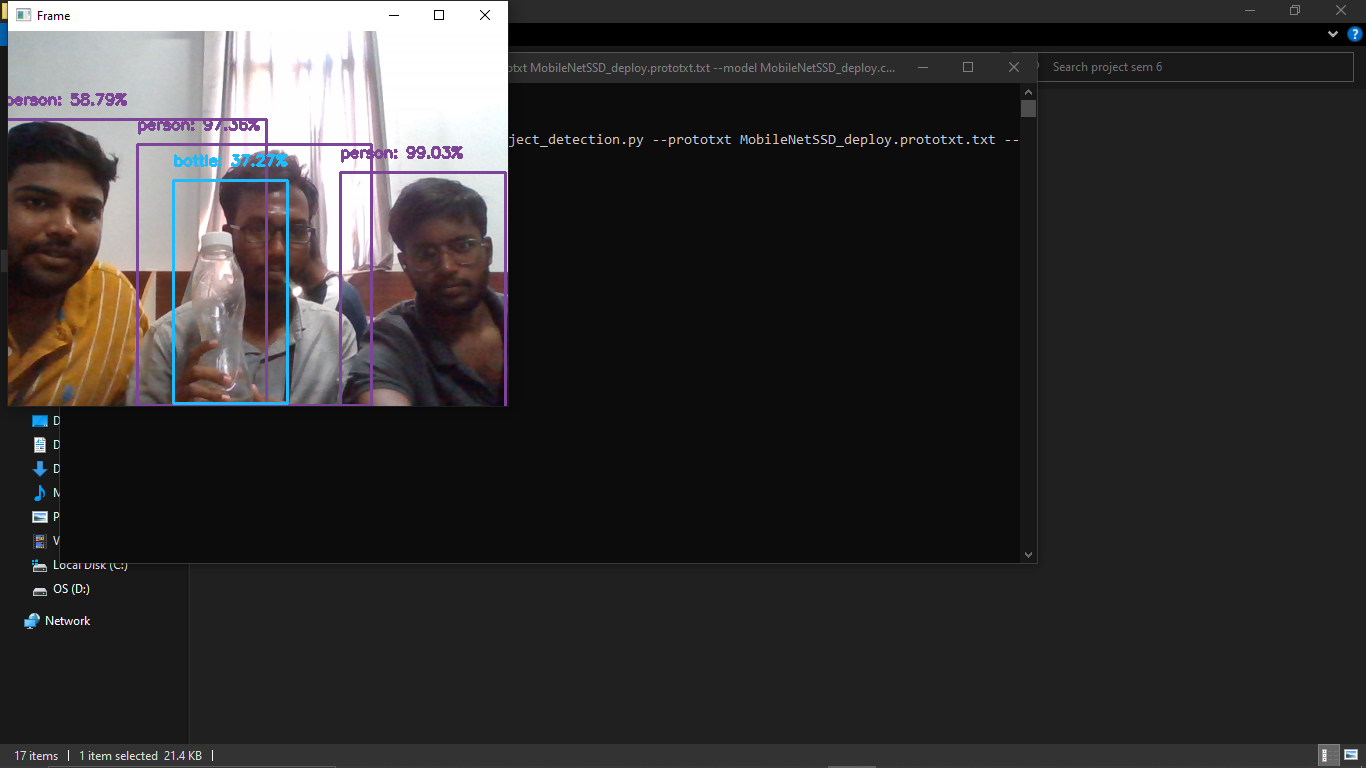 Frame
otxt MobileNetSSD_deploy.prototxt.txt --model MobileNetSSD_deploy.c...
Search project sem 6
person: 58.79%
person: 97.36%
bottle: 37.27%
person: 99.03%
ject_detection.py --prototxt MobileNetSSD_deploy.prototxt.txt --
D
D
D
M
P
V
Local Disk (C:)
OS (D:)
Network
17 items
1 item selected 21.4 KB